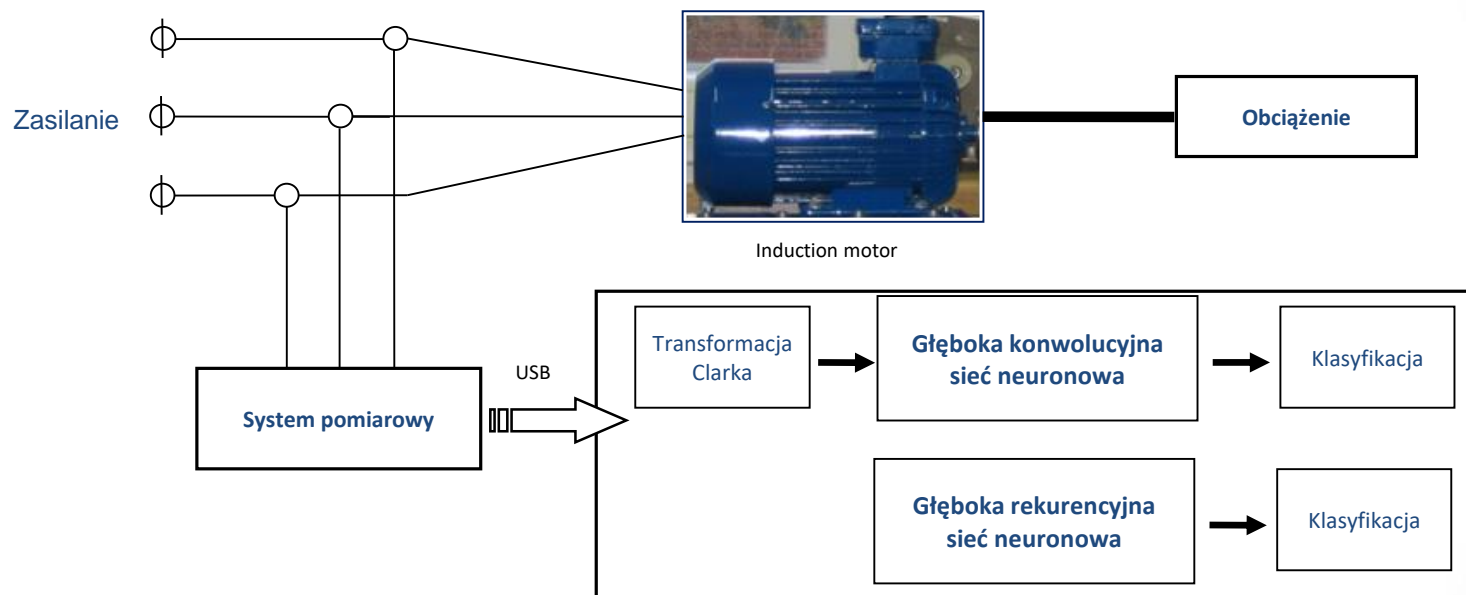 Zasilanie
Obciążenie
Induction motor
System pomiarowy
USB
Transformacja
Clarka
Głęboka konwolucyjna
sieć neuronowa
Klasyfikacja
Głęboka rekurencyjna
sieć neuronowa
Klasyfikacja